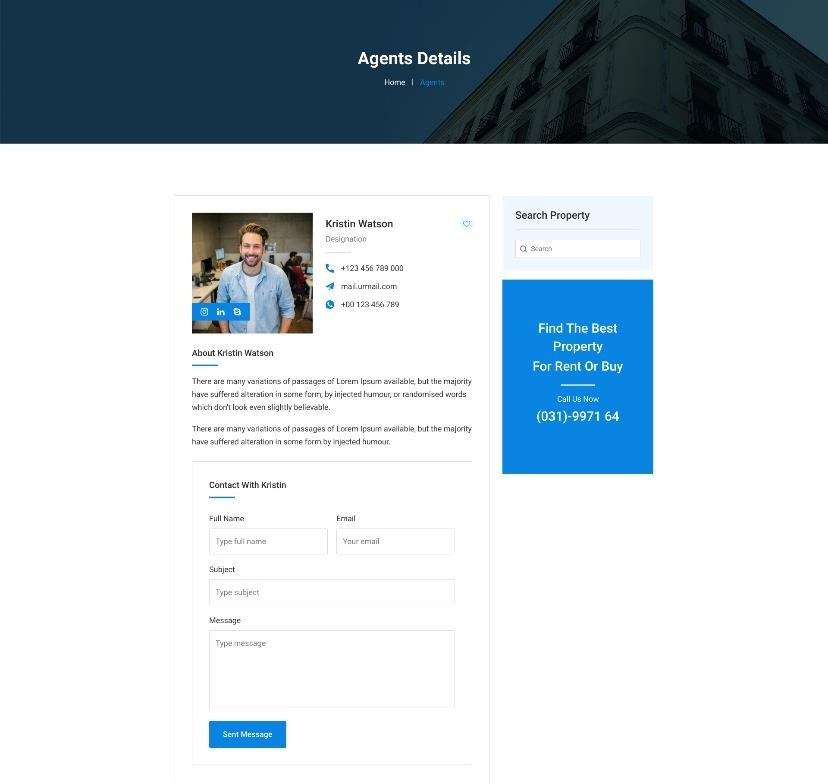 Agents Details
Home | Agents
Kristin Watson
Designation
+123 456 789 000
mail.urmail.com
+00 123 456 789
About Kristin Watson
There are many variations of passages of Lorem Ipsum available, but the majority
have suffered alteration in some form, by injected humour, or randomised words
which don't look even slightly believable.
There are many variations of passages of Lorem Ipsum available, but the majority
have suffered alteration in some form by injected humour.
Contact With Kristin
Full Name
Email
Type full name
Your email
Subject
Type subject
Message
Type message
Sent Message
Search Property
Search
Find The Best
Property
For Rent Or Buy
Call Us Now
(031)-9971 64